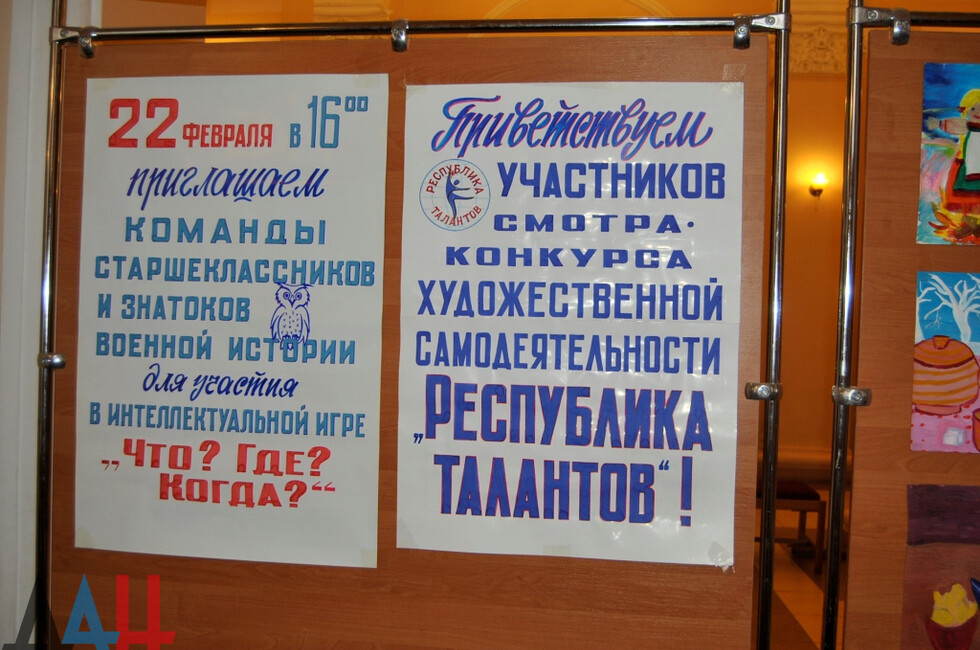 22 ФЕВРАЛЯ В 16⁰⁰
приглашаем
КОМАНДЫ
СТАРШЕКЛАССНИКОВ
И ЗНАТОКОВ
ВОЕННОЙ ИСТОРИИ
для участия
В ИНТЕЛЛЕКТУАЛЬНОЙ ИГРЕ
„ЧТО? ГДЕ?
КОГДА?“
Приветствуем
РЕСПУБЛИКА
ТАЛАНТОВ
УЧАСТНИКОВ
СМОТРА-
КОНКУРСА
ХУДОЖЕСТВЕННОЙ
САМОДЕЯТЕЛЬНОСТИ
„РЕСПУБЛИКА
ТАЛАНТОВ“!
ДАН